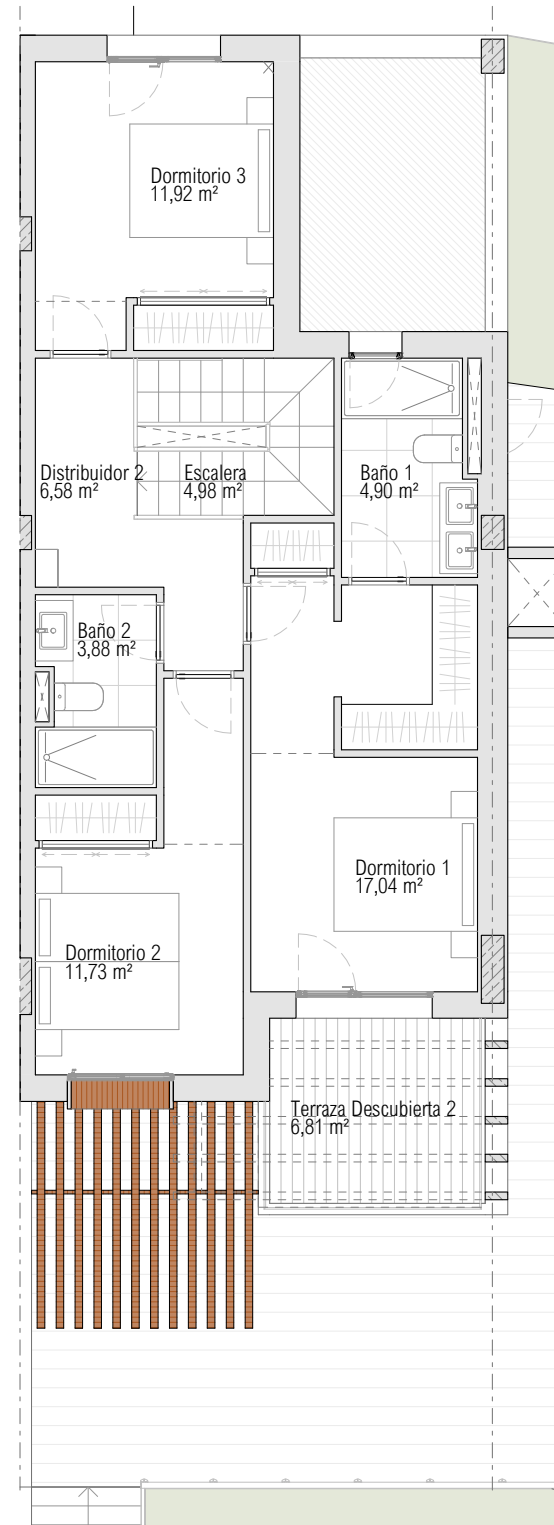 Dormitorio 3
11,92 m²
Distribuidor 2
6,58 m²
Escalera
4,98 m²
Baño 1
4,90 m²
Baño 2
3,88 m²
Dormitorio 1
17,04 m²
Dormitorio 2
11,73 m²
Terraza Descubierta 2
6,81 m²